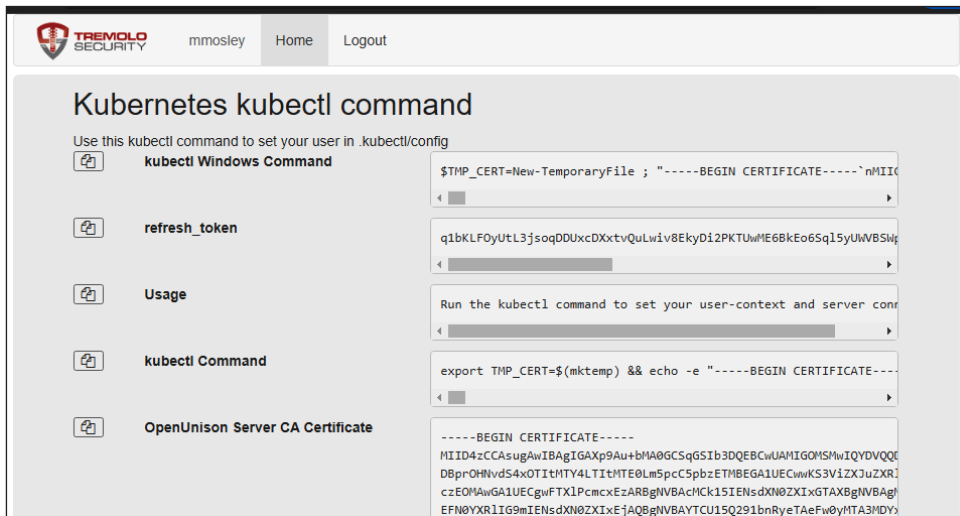 TREMOLO SECURITY mmosley Home Logout
Kubernetes kubectl command
Use this kubectl command to set your user in .kubectl/config
kubectl Windows Command $TMP_CERT=New-TemporaryFile ; "-----BEGIN CERTIFICATE-----`nMIIC
refresh_token q1bKLFOyUtL3jsoqDDUxcDXxtvQuLwiv8EkyDi2PKTUwME6BkEo6Sql5yUWVBSWp
Usage Run the kubectl command to set your user-context and server conn
kubectl Command export TMP_CERT=$(mktemp) && echo -e "-----BEGIN CERTIFICATE----
OpenUnison Server CA Certificate -----BEGIN CERTIFICATE-----
MIID4zCCAsugAwIBAgIGAXp9Au+bMA0GCSqGSIb3DQEBCwUAMIGOMSMwIQYDVQQD
DBprOHNvdS4xOTItMTY4LTItMTE0Lm5pcC5pbzETMBEGA1UECwwKS3ViZXJuZXRl
czEOMAwGA1UECgwFTXlPcmcxEzARBgNVBAcMCk15IENsdXN0ZXIxGTAXBgNVBAgM
EFN0YXRlIG9mIENsdXN0ZXIxEjAQBgNVBAYTCU15Q291bnRyeTAeFw0yMTA3MDYx